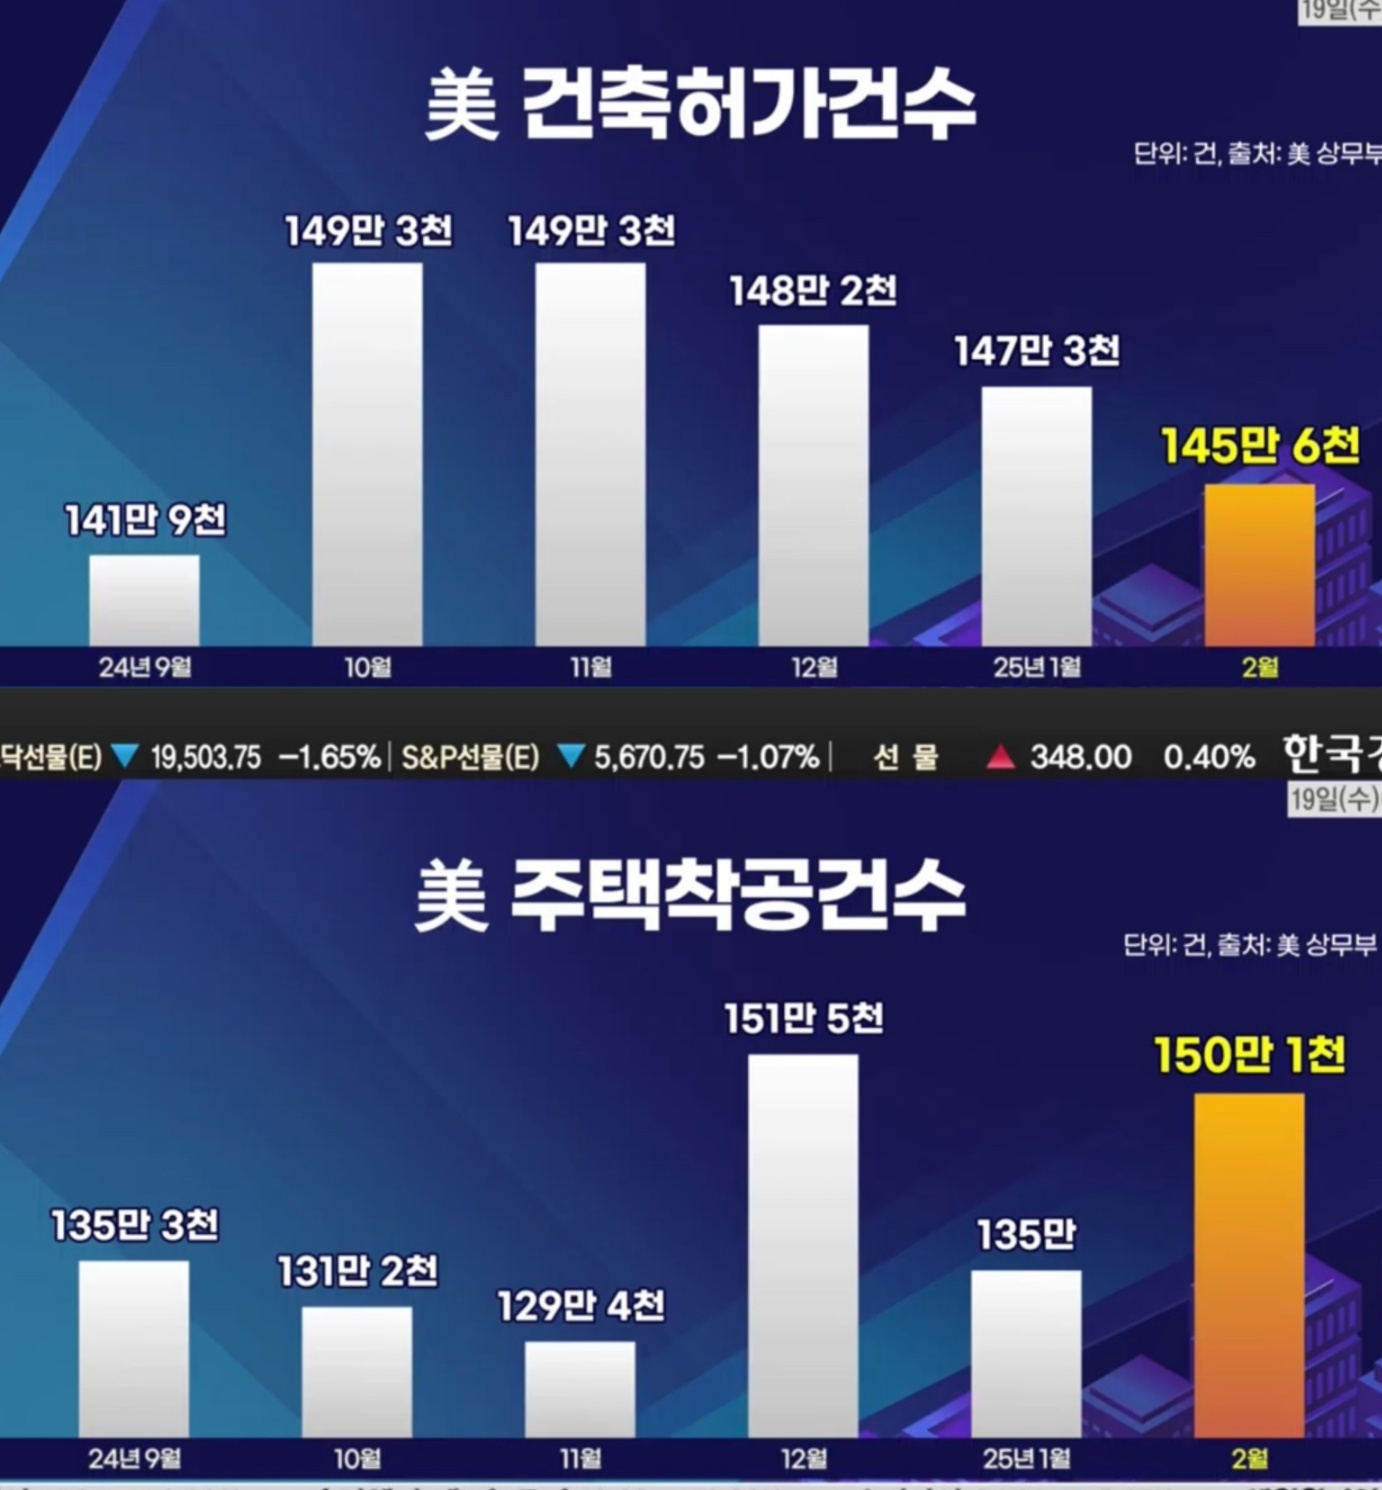 19일(수
美 건축허가건수
단위: 건, 출처: 美 상무부
149만 3천 149만 3천
148만 2천
147만 3천
145만 6천
141만 9천
24년 9월 10월 11월 12월 25년 1월 2월
닥선물(E) ▼ 19,503.75 -1.65% | S&P선물(E) ▼ 5,670.75 -1.07% | 선 물 ▲ 348.00 0.40% 한국경
19일(수)
美 주택착공건수
단위: 건, 출처: 美 상무부
151만 5천
150만 1천
135만 3천
135만
131만 2천
129만 4천
24년 9월 10월 11월 12월 25년 1월 2월